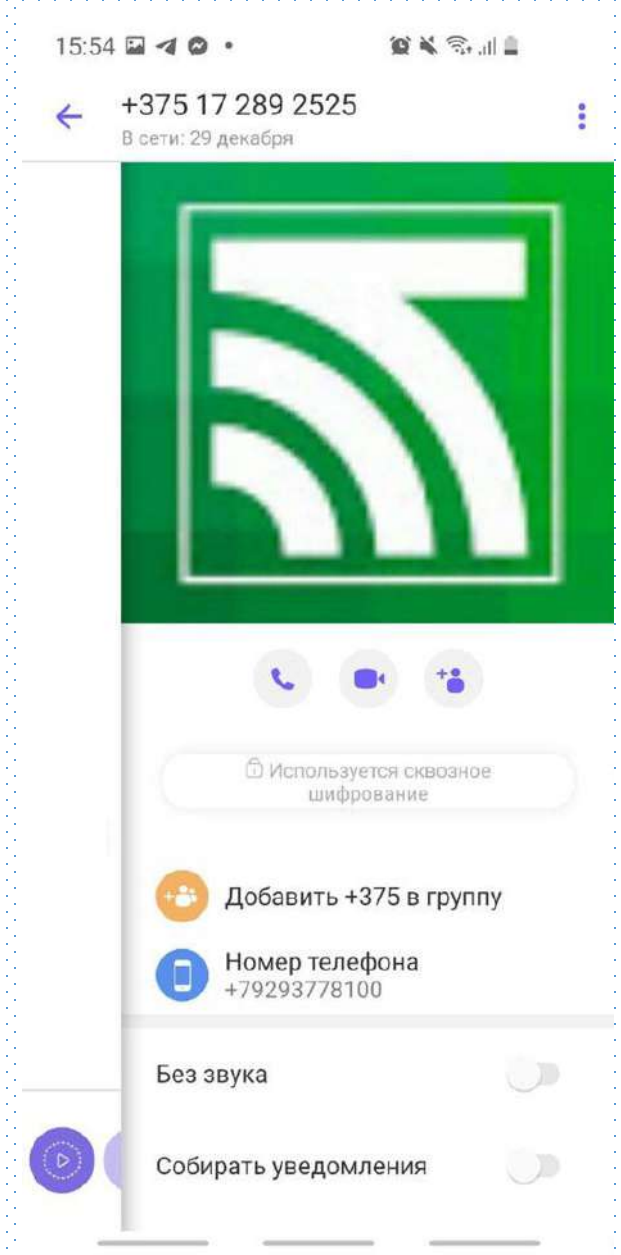 15:54
+375 17 289 2525
В сети: 29 декабря
Используется сквозное
шифрование
Добавить +375 в группу
Номер телефона
+79293778100
Без звука
Собирать уведомления